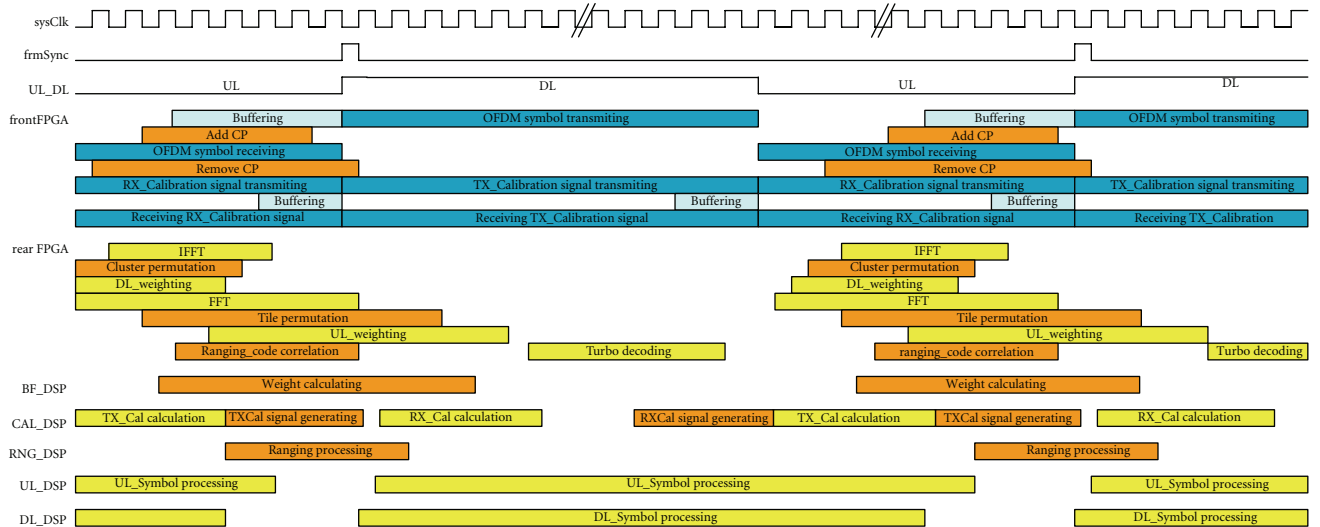 sysClk
frmSync
UL_DL UL DL UL DL
frontFPGA Buffering OFDM symbol transmiting Buffering OFDM symbol transmiting
Add CP Add CP
OFDM symbol receiving OFDM symbol receiving
Remove CP Remove CP
RX_Calibration signal transmiting TX_Calibration signal transmiting RX_Calibration signal transmiting TX_Calibration signal transmiting
Buffering Buffering Buffering
Receiving RX_Calibration signal Receiving TX_Calibration signal Receiving RX_Calibration signal Receiving TX_Calibration
rear FPGA IFFT IFFT
Cluster permutation Cluster permutation
DL_weighting DL_weighting
FFT FFT
Tile permutation Tile permutation
UL_weighting UL_weighting
Ranging_code correlation Turbo decoding ranging_code correlation Turbo decoding
BF_DSP Weight calculating Weight calculating
CAL_DSP TX_Cal calculation TXCal signal generating RX_Cal calculation RXCal signal generating TX_Cal calculation TXCal signal generating RX_Cal calculation
RNG_DSP Ranging processing Ranging processing
UL_DSP UL_Symbol processing UL_Symbol processing UL_Symbol processing
DL_DSP DL_Symbol processing DL_Symbol processing